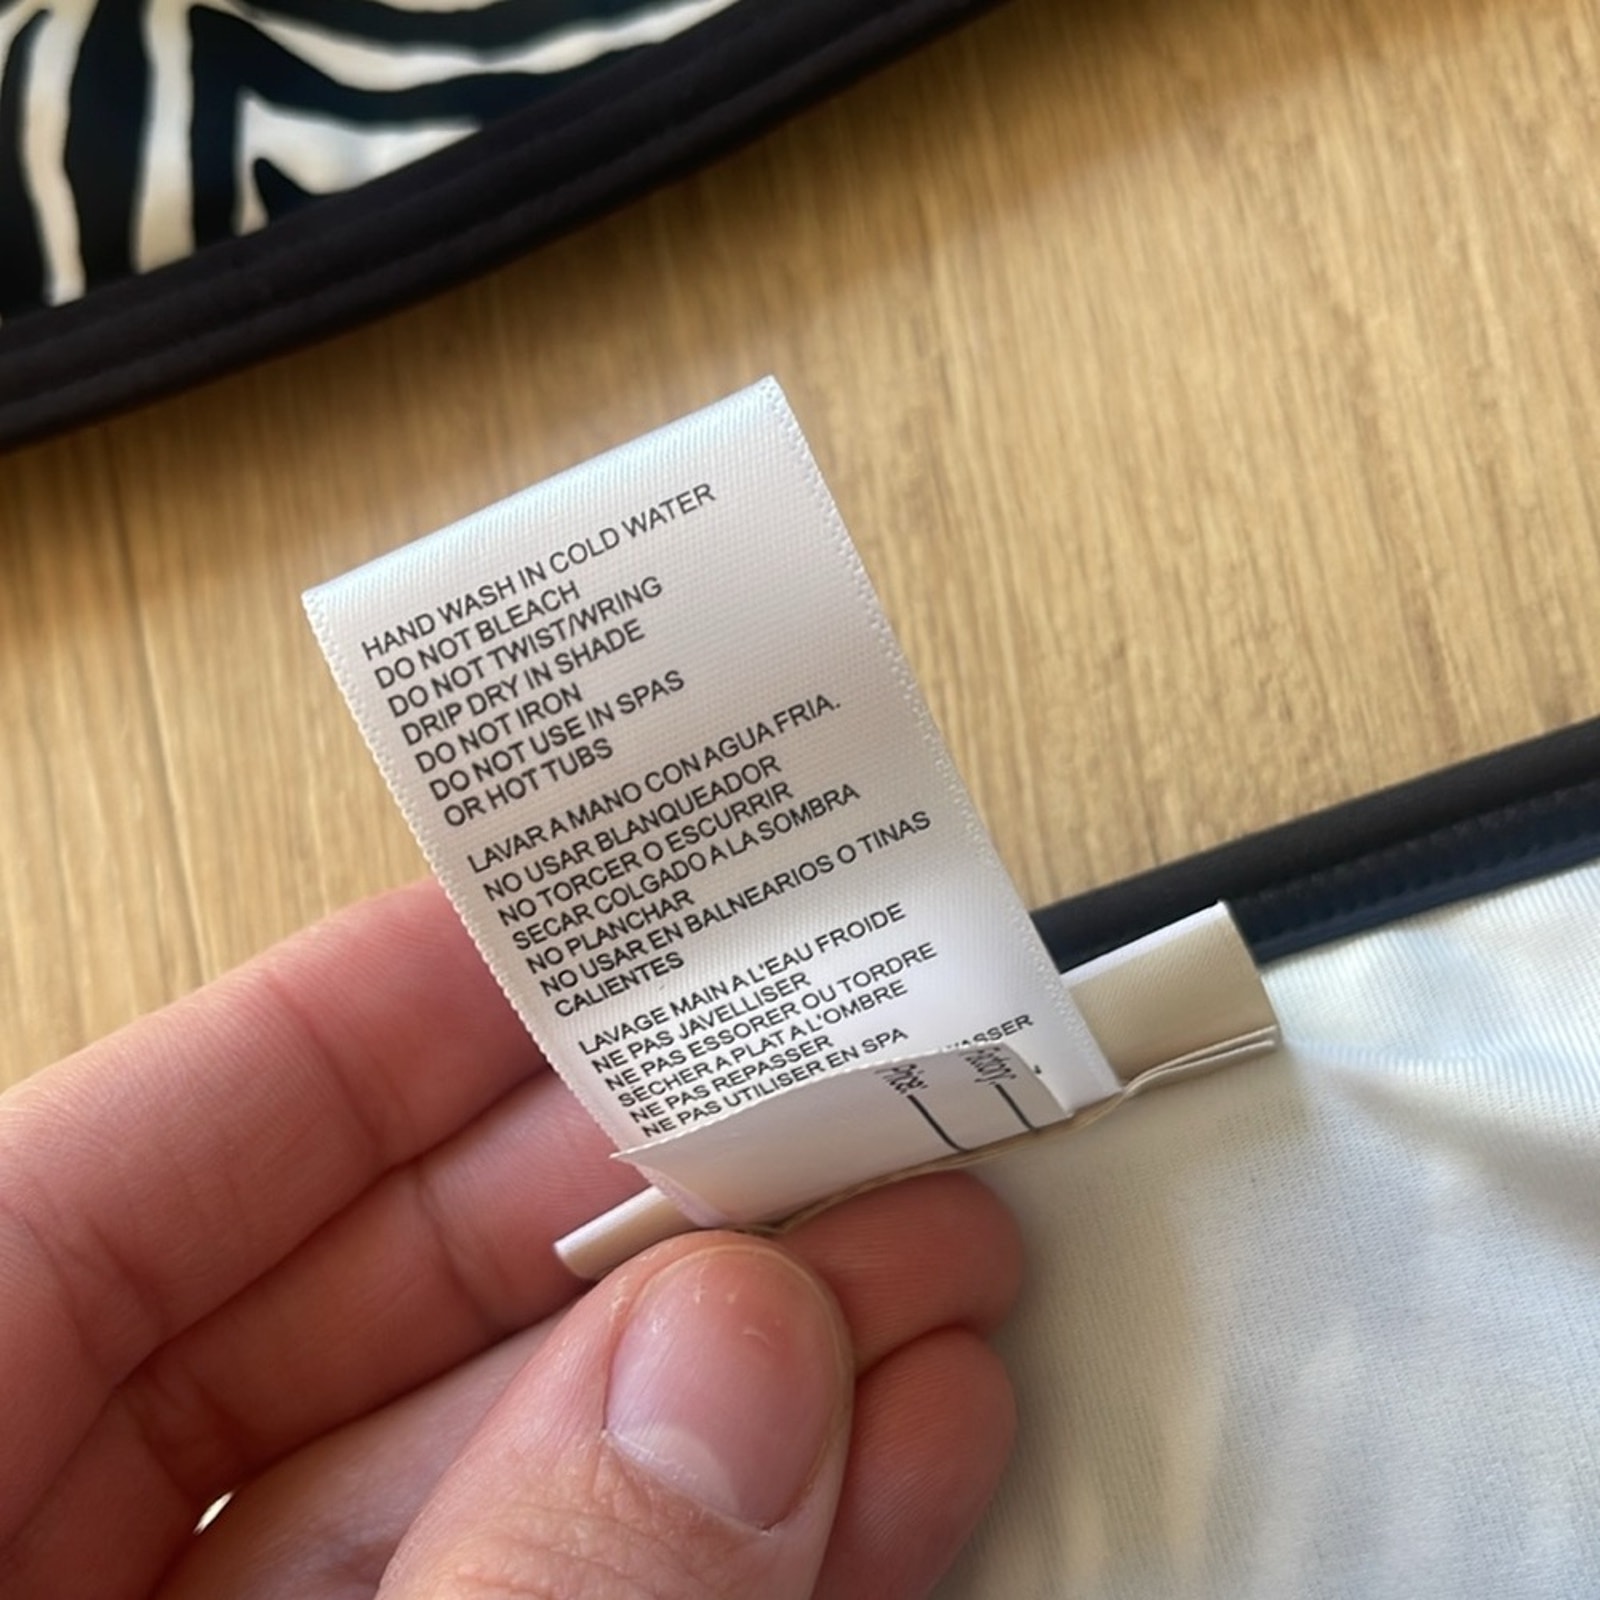 HAND WASH IN COLD WATER
DO NOT BLEACH
DO NOT TWIST/WRING
DRIP DRY IN SHADE
DO NOT IRON
DO NOT USE IN SPAS
OR HOT TUBS
LAVAR A MANO CON AGUA FRIA.
NO USAR BLANQUEADOR
NO TORCER O ESCURRIR
SECAR COLGADO A LA SOMBRA
NO PLANCHAR
NO USAR EN BALNEARIOS O TINAS
CALIENTES
LAVAGE MAIN A L'EAU FROIDE
NE PAS JAVELLISER
NE PAS ESSORER OU TORDRE
SECHER A PLAT A L'OMBRE
NE PAS REPASSER
NE PAS UTILISER EN SPA